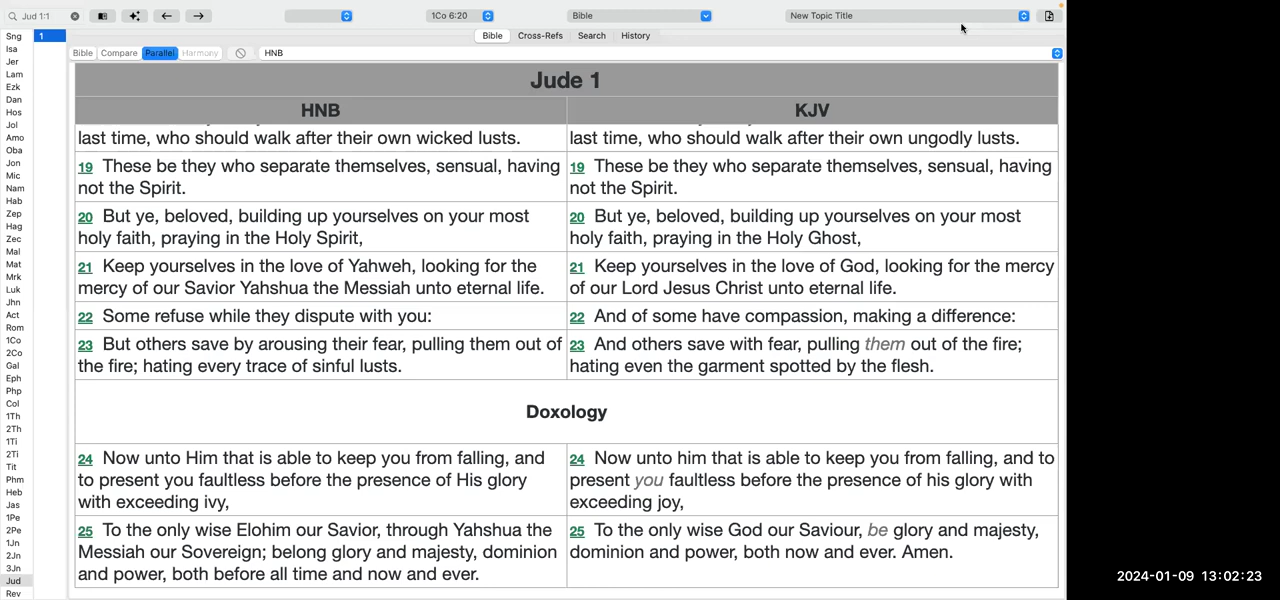 Jud 1:1
1Co 6:20
Bible
New Topic Title
Bible
Cross-Refs
Search
History
Bible
Compare
Parallel
Harmony
HNB
Sng
Isa
Jer
Lam
Ezk
Dan
Hos
Jol
Amo
Oba
Jon
Mic
Nam
Hab
Zep
Hag
Zec
Mal
Mat
Mrk
Luk
Jhn
Act
Rom
1Co
2Co
Gal
Eph
Php
Col
1Th
2Th
1Ti
2Ti
Tit
Phm
Heb
Jas
1Pe
2Pe
1Jn
2Jn
3Jn
Jud
Rev
1
Jude 1
HNB
last time, who should walk after their own wicked lusts.
19 These be they who separate themselves, sensual, having
not the Spirit.
20 But ye, beloved, building up yourselves on your most
holy faith, praying in the Holy Spirit,
21 Keep yourselves in the love of Yahweh, looking for the
mercy of our Savior Yahshua the Messiah unto eternal life.
22 Some refuse while they dispute with you:
23 But others save by arousing their fear, pulling them out of
the fire; hating every trace of sinful lusts.
KJV
last time, who should walk after their own ungodly lusts.
19 These be they who separate themselves, sensual, having
not the Spirit.
20 But ye, beloved, building up yourselves on your most
holy faith, praying in the Holy Ghost,
21 Keep yourselves in the love of God, looking for the mercy
of our Lord Jesus Christ unto eternal life.
22 And of some have compassion, making a difference:
23 And others save with fear, pulling them out of the fire;
hating even the garment spotted by the flesh.
Doxology
24 Now unto Him that is able to keep you from falling, and
to present you faultless before the presence of His glory
with exceeding ivy,
25 To the only wise Elohim our Savior, through Yahshua the
Messiah our Sovereign; belong glory and majesty, dominion
and power, both before all time and now and ever.
24 Now unto him that is able to keep you from falling, and to
present you faultless before the presence of his glory with
exceeding joy,
25 To the only wise God our Saviour, be glory and majesty,
dominion and power, both now and ever. Amen.
2024-01-09 13:02:23